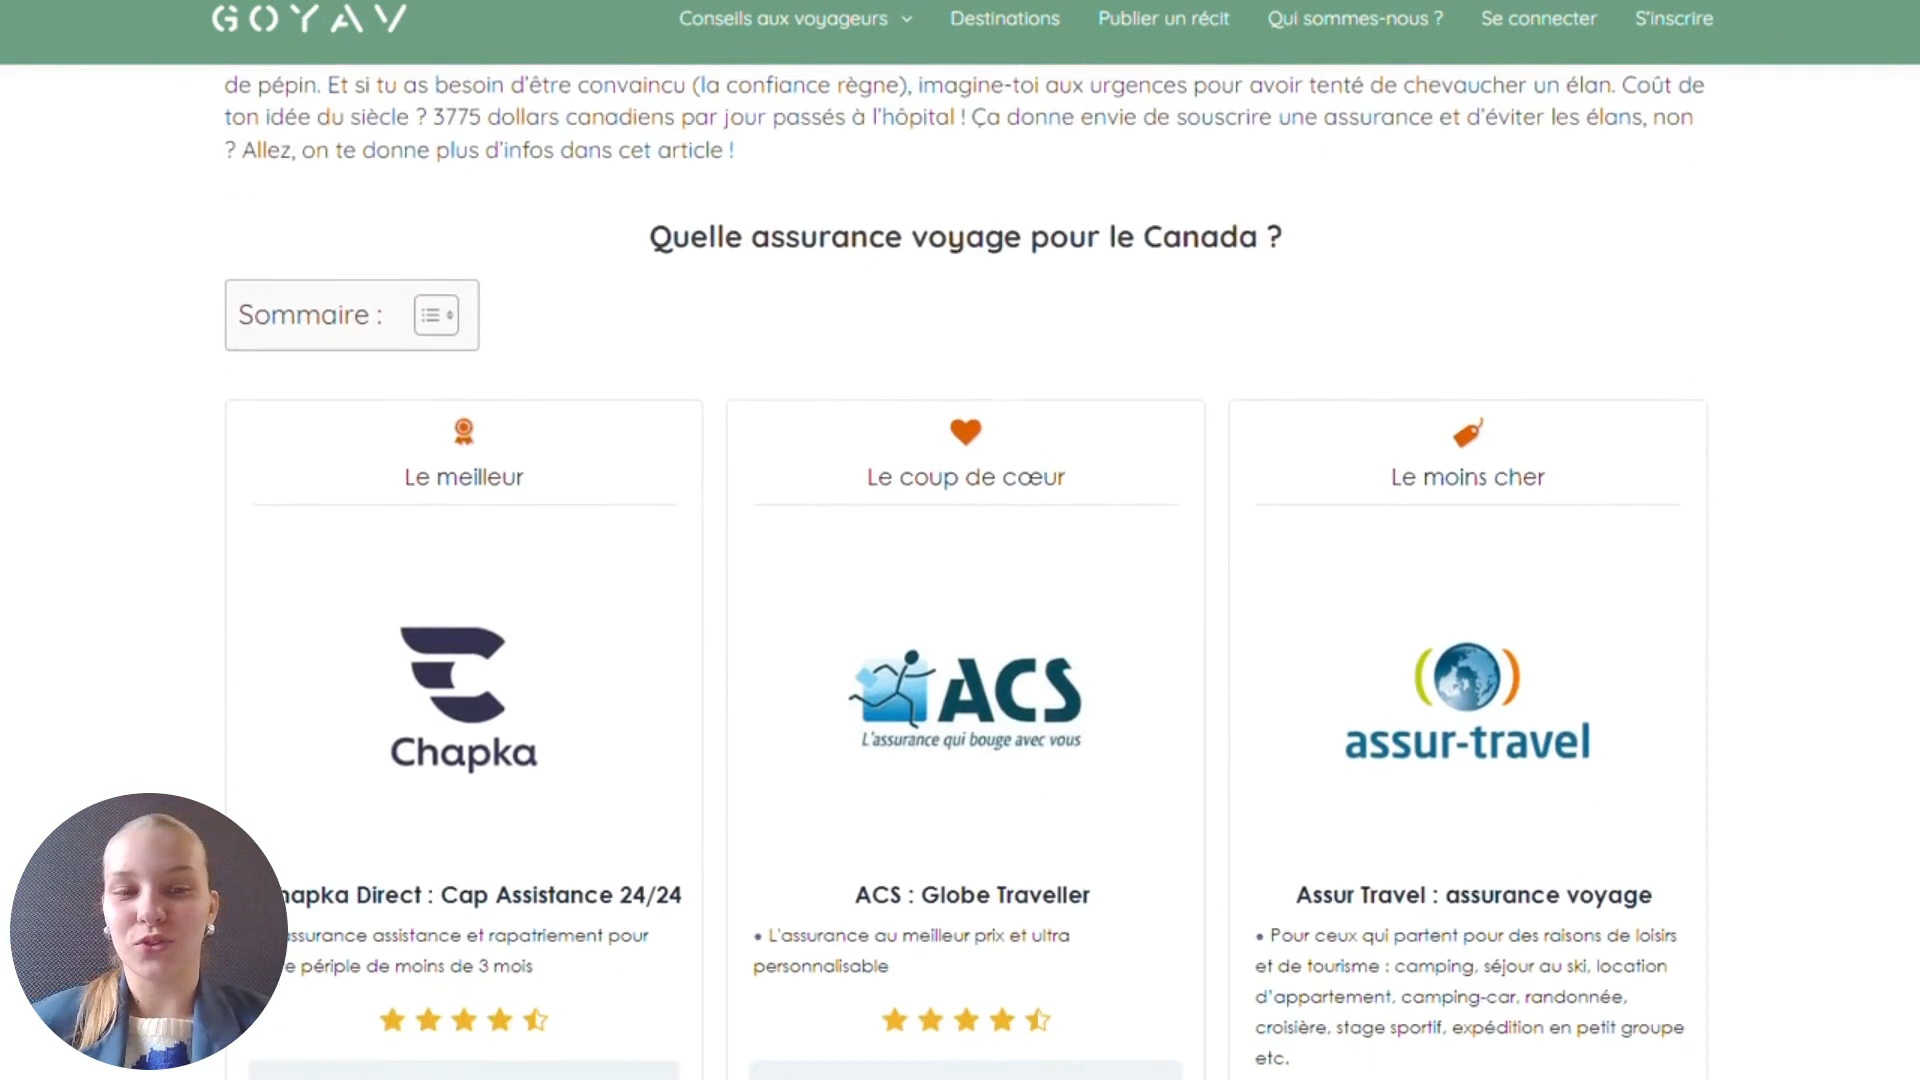 GOYAV
Conseils aux voyageurs
Destinations
Publier un récit
Qui sommes-nous ?
Se connecter
S'inscrire
de pépin. Et si tu as besoin d'être convaincu (la confiance règne), imagine-toi aux urgences pour avoir tenté de chevaucher un élan. Coût de
ton idée du siècle ? 3775 dollars canadiens par jour passés à l'hôpital ! Ça donne envie de souscrire une assurance et d'éviter les élans, non
? Allez, on te donne plus d'infos dans cet article !
Quelle assurance voyage pour le Canada ?
Sommaire :
Le meilleur
Chapka
hapka Direct : Cap Assistance 24/24
assurance assistance et rapatriement pour
périple de moins de 3 mois
Le coup de cœur
ACS
L'assurance qui bouge avec vous
ACS : Globe Traveller
• L'assurance au meilleur prix et ultra
personnalisable
Le moins cher
assur-travel
Assur Travel : assurance voyage
• Pour ceux qui partent pour des raisons de loisirs
et de tourisme : camping, séjour au ski, location
d'appartement, camping-car, randonnée,
croisière, stage sportif, expédition en petit groupe
etc.